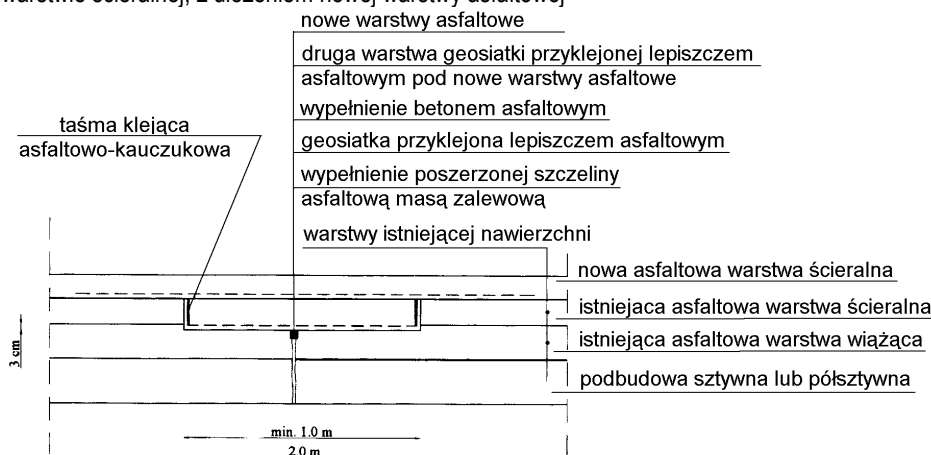 warstwie ścieralnej, z ułożeniem nowej warstwy asfaltowej
nowe warstwy asfaltowe
druga warstwa geosiatki przyklejonej lepiszczem
asfaltowym pod nowe warstwy asfaltowe
wypełnienie betonem asfaltowym
taśma klejąca
asfaltowo-kauczukowa
geosiatka przyklejona lepiszczem asfaltowym
wypełnienie poszerzonej szczeliny
asfaltową masą zalewową
warstwy istniejącej nawierzchni
nowa asfaltowa warstwa ścieralna
istniejaca asfaltowa warstwa ścieralna
istniejąca asfaltowa warstwa wiążąca
podbudowa sztywna lub półsztywna
3 cm
min. 1.0 m
2.0 m